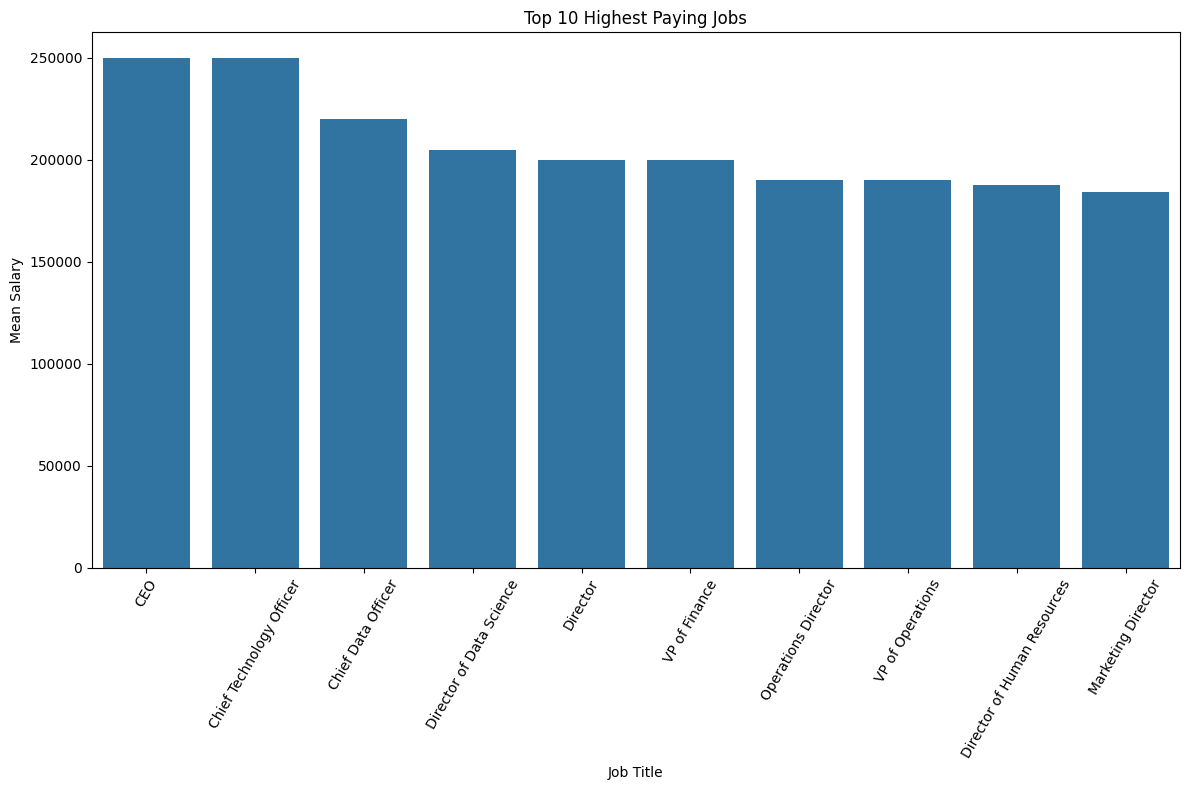 Top 10 Highest Paying Jobs
Mean Salary
250000
200000
150000
100000
50000
0
CEO
Chief Technology Officer
Chief Data Officer
Director of Data Science
Director
VP of Finance
Operations Director
VP of Operations
Director of Human Resources
Marketing Director
Job Title